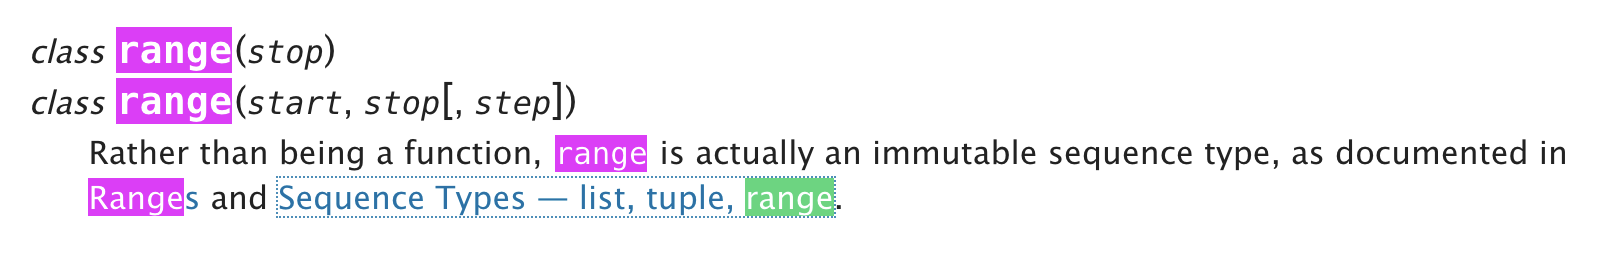 class range(stop)
class range(start, stop[, step])
Rather than being a function, range is actually an immutable sequence type, as documented in
Ranges and Sequence Types — list, tuple, range.